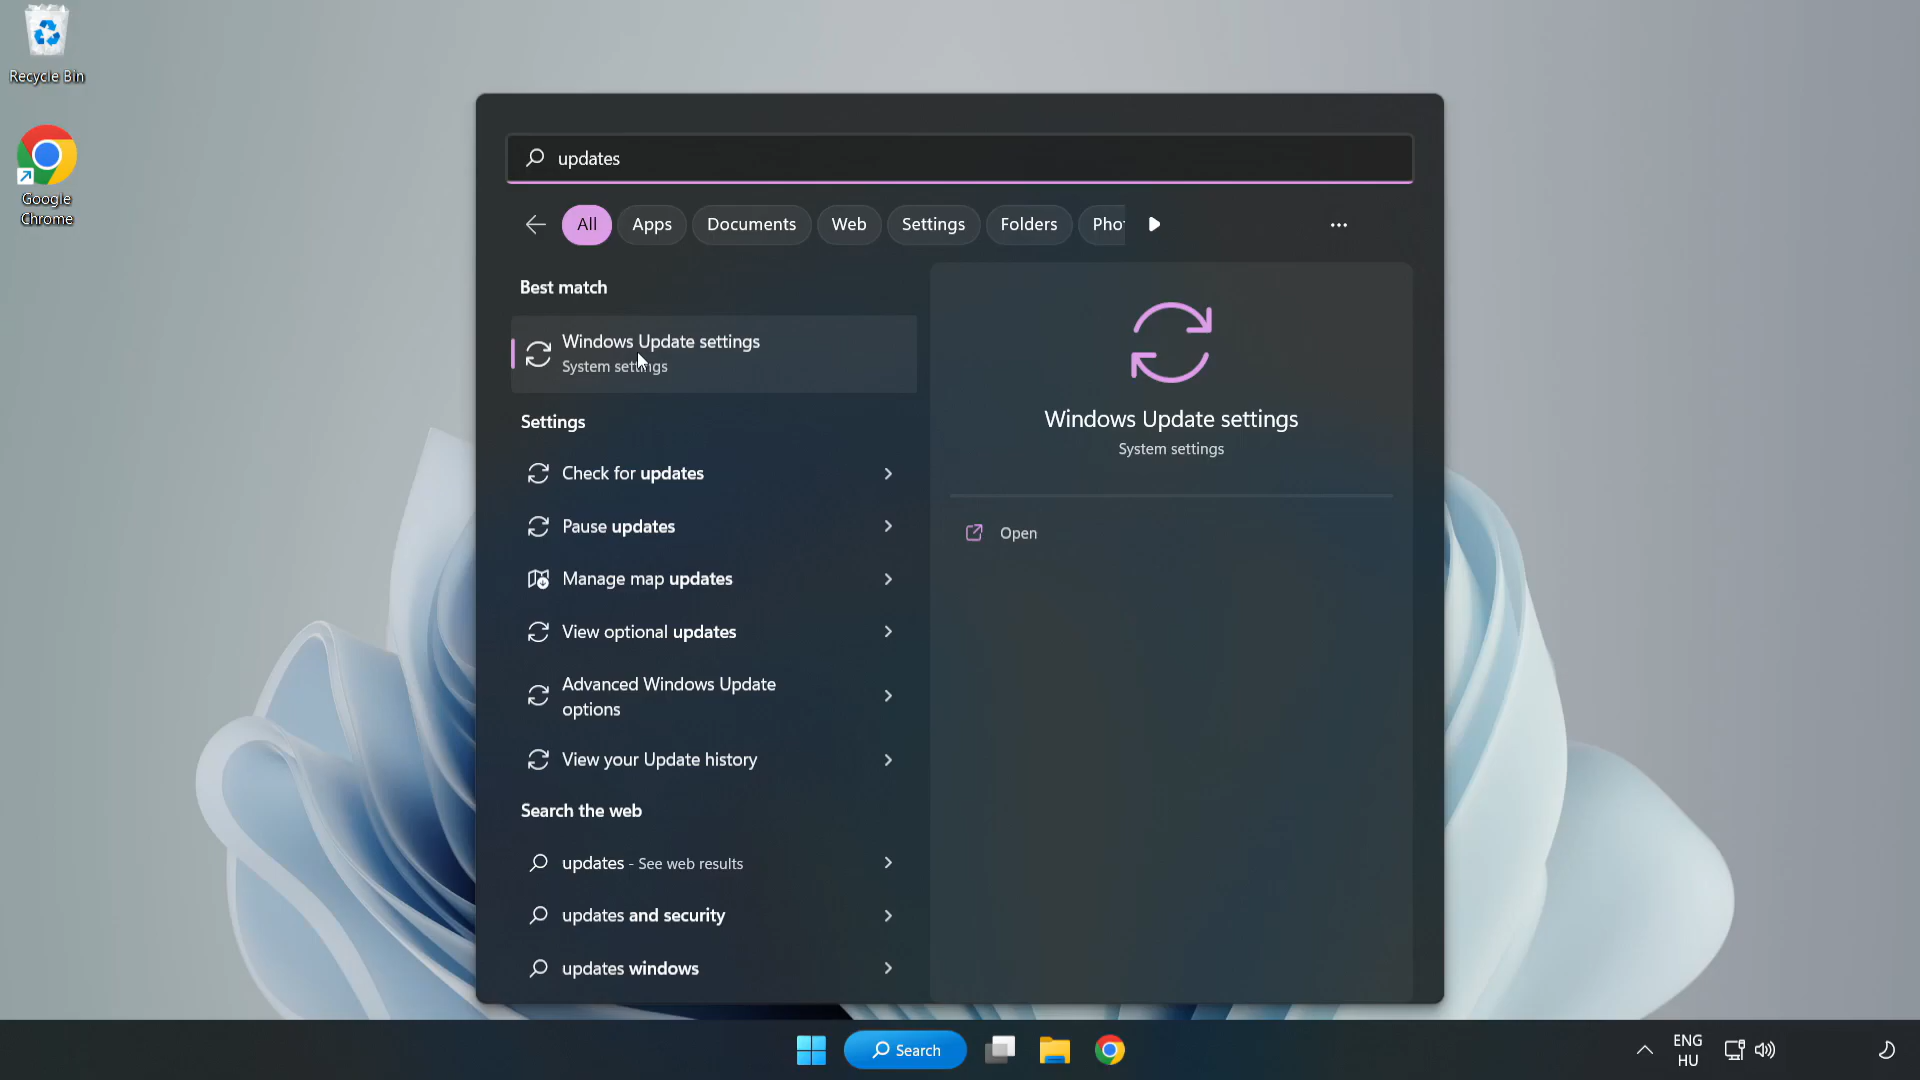 Recycle Bin
Google
Chrome
updates
All
Apps
Documents
Web
Settings
Folders
Pho
Best match
Windows Update settings
System settings
Settings
Check for updates
Pause updates
Manage map updates
View optional updates
Advanced Windows Update
options
View your Update history
Search the web
updates - See web results
updates and security
updates windows
Windows Update settings
System settings
Open
Search
ENG
HU